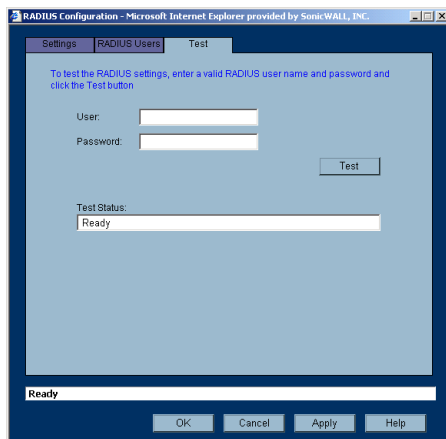 RADIUS Configuration - Microsoft Internet Explorer provided by SonicWALL, INC.
Settings RADIUS Users Test
To test the RADIUS settings, enter a valid RADIUS user name and password and
click the Test button
User:
Password:
Test
Test Status:
Ready
Ready
OK Cancel Apply Help